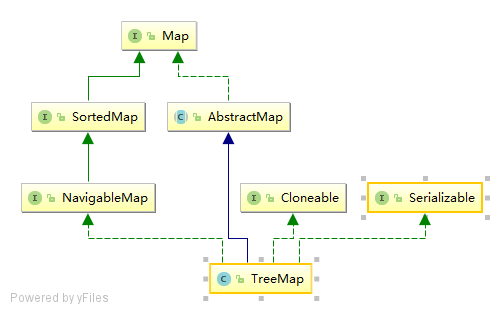 I Map
I SortedMap
C AbstractMap
I NavigableMap
I Cloneable
I Serializable
C TreeMap
Powered by yFiles